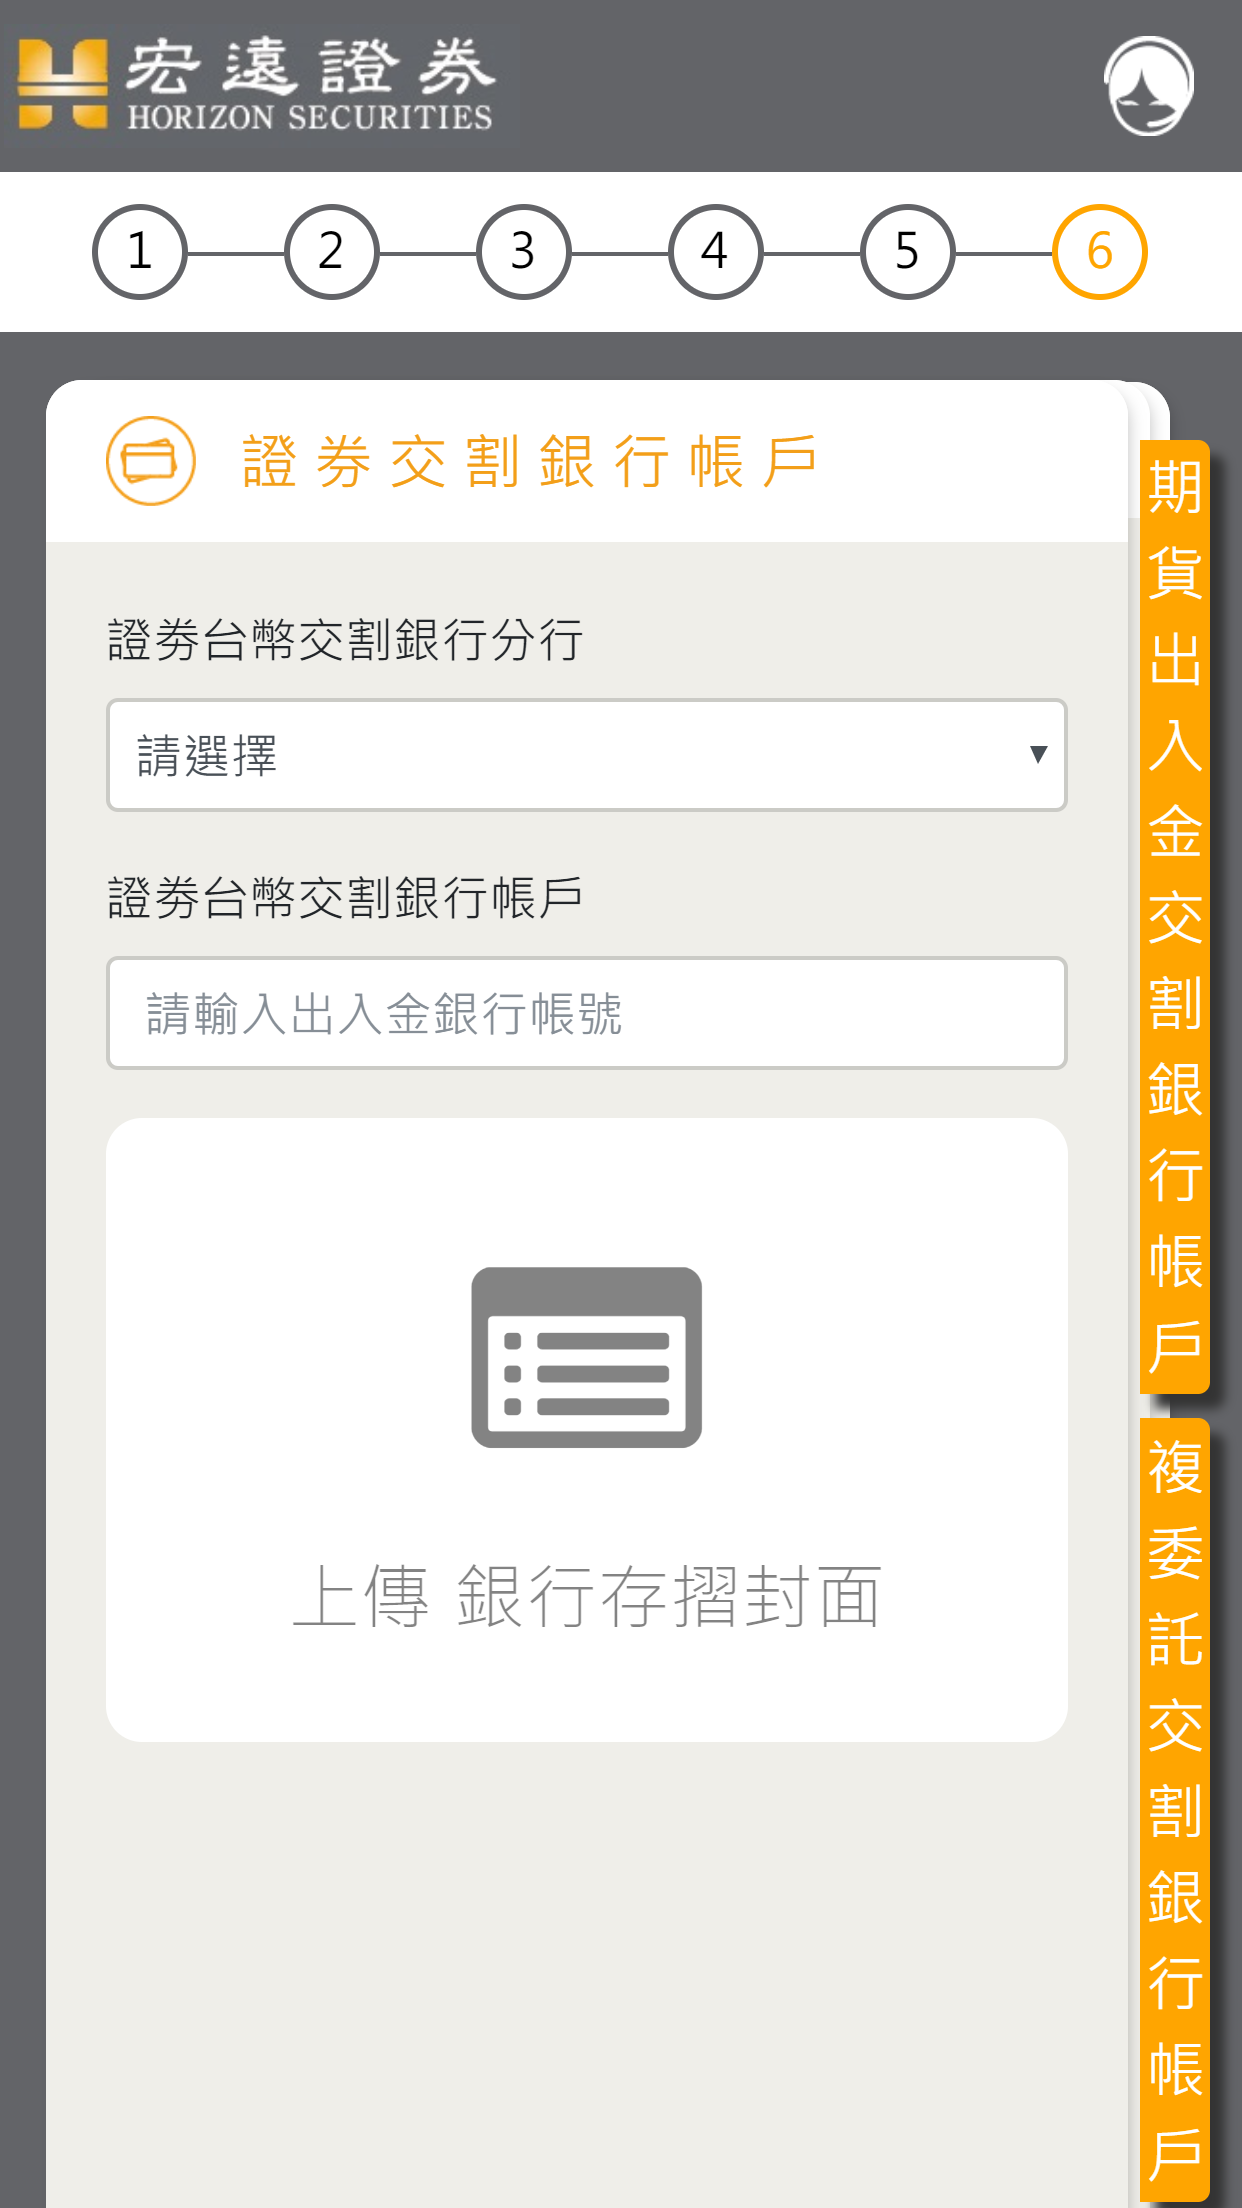 宏遠證券
HORIZON SECURITIES
1 2 3 4 5 6
證券交割銀行帳戶
證劵台幣交割銀行分行
請選擇
證劵台幣交割銀行帳戶
請輸入出入金銀行帳號
上傳 銀行存摺封面
期貨出入金交割銀行帳戶
複委託交割銀行帳戶